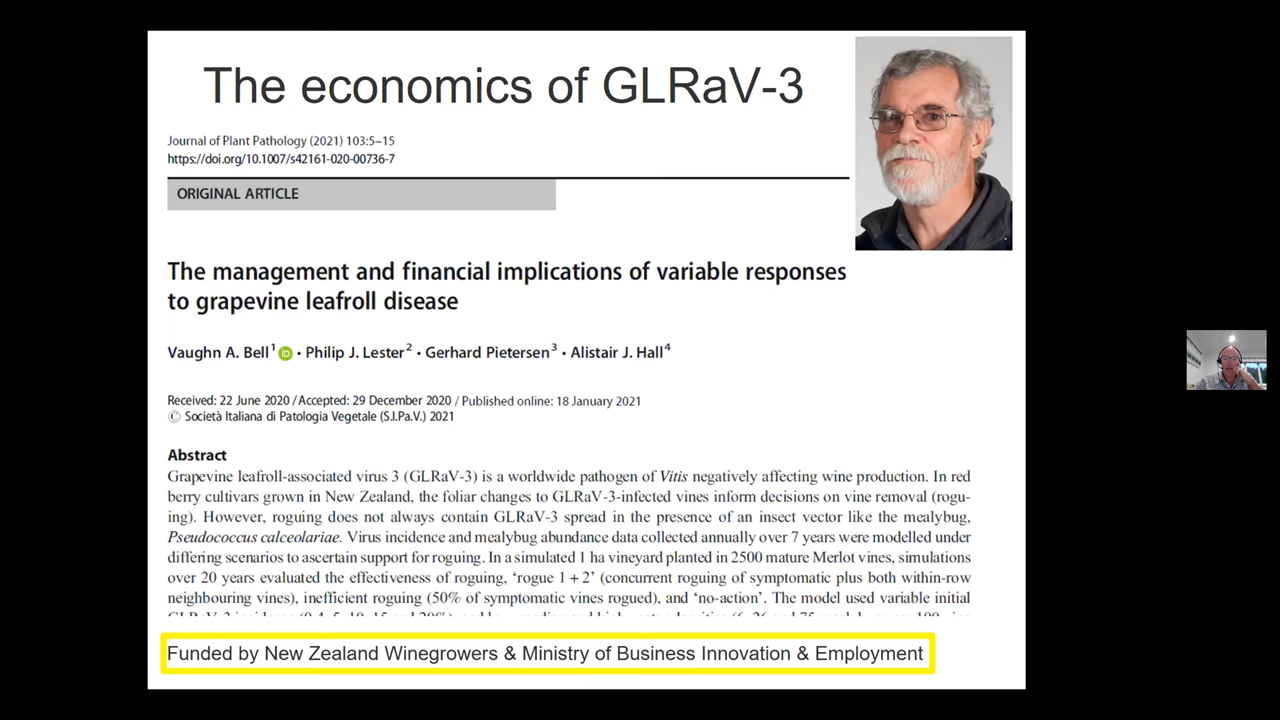 The economics of GLRaV-3
Journal of Plant Pathology (2021) 103:5–15
https://doi.org/10.1007/s42161-020-00736-7
ORIGINAL ARTICLE
The management and financial implications of variable responses
to grapevine leafroll disease
Vaughn A. Bell1 iD · Philip J. Lester2 · Gerhard Pietersen3 · Alistair J. Hall4
Received: 22 June 2020 / Accepted: 29 December 2020 / Published online: 18 January 2021
© Società Italiana di Patologia Vegetale (S.I.Pa.V.) 2021
Abstract
Grapevine leafroll-associated virus 3 (GLRaV-3) is a worldwide pathogen of Vitis negatively affecting wine production. In red
berry cultivars grown in New Zealand, the foliar changes to GLRaV-3-infected vines inform decisions on vine removal (rogu-
ing). However, roguing does not always contain GLRaV-3 spread in the presence of an insect vector like the mealybug,
Pseudococcus calceolariae. Virus incidence and mealybug abundance data collected annually over 7 years were modelled under
differing scenarios to ascertain support for roguing. In a simulated 1 ha vineyard planted in 2500 mature Merlot vines, simulations
over 20 years evaluated the effectiveness of roguing, ‘rogue 1 + 2’ (concurrent roguing of symptomatic plus both within-row
neighbouring vines), inefficient roguing (50% of symptomatic vines rogued), and ‘no-action’. The model used variable initial
Funded by New Zealand Winegrowers & Ministry of Business Innovation & Employment